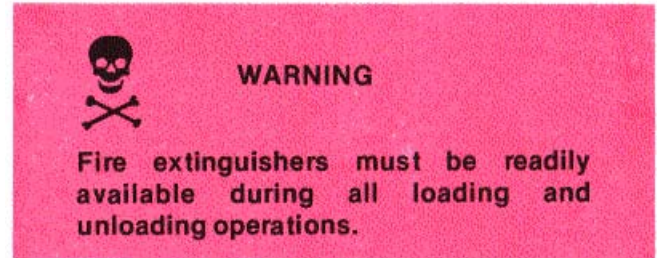 WARNING
Fire extinguishers must be readily
available during all loading and
unloading operations.